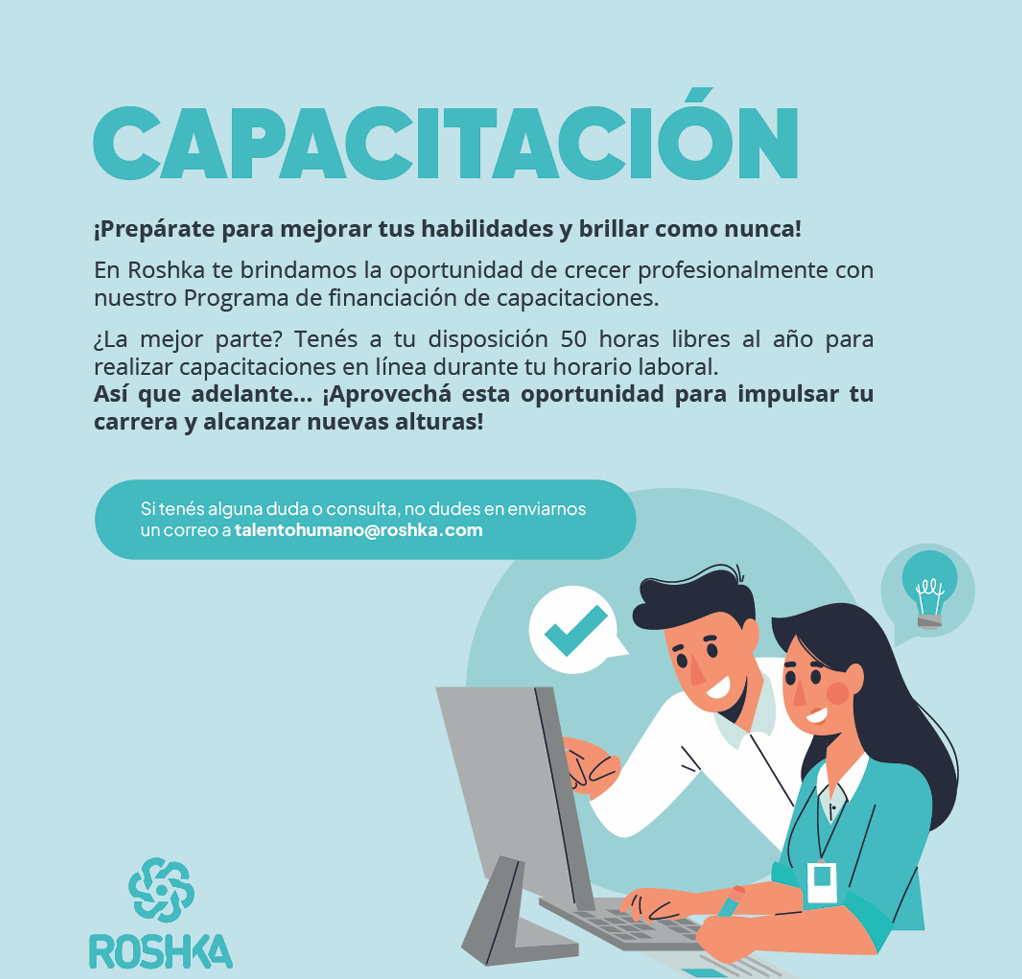 CAPACITACIÓN
¡Prepárate para mejorar tus habilidades y brillar como nunca!
En Roshka te brindamos la oportunidad de crecer profesionalmente con
nuestro Programa de financiación de capacitaciones.
¿La mejor parte? Tenés a tu disposición 50 horas libres al año para
realizar capacitaciones en línea durante tu horario laboral.
Así que adelante... ¡Aprovechá esta oportunidad para impulsar tu
carrera y alcanzar nuevas alturas!
Si tenés alguna duda o consulta, no dudes en enviarnos
un correo a talentohumano@roshka.com
ROSHKA